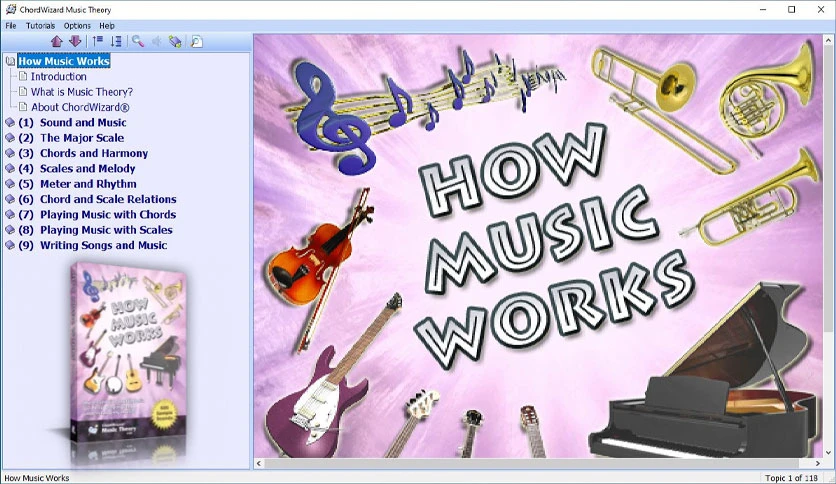 ChordWizard Music Theory
File Tutorials Options Help
How Music Works
Introduction
What is Music Theory?
About ChordWizard®
(1) Sound and Music
(2) The Major Scale
(3) Chords and Harmony
(4) Scales and Melody
(5) Meter and Rhythm
(6) Chord and Scale Relations
(7) Playing Music with Chords
(8) Playing Music with Scales
(9) Writing Songs and Music
HOW
MUSIC
WORKS
Music Theory
HOW
MUSIC
WORKS
How Music Works
Topic 1 of 118